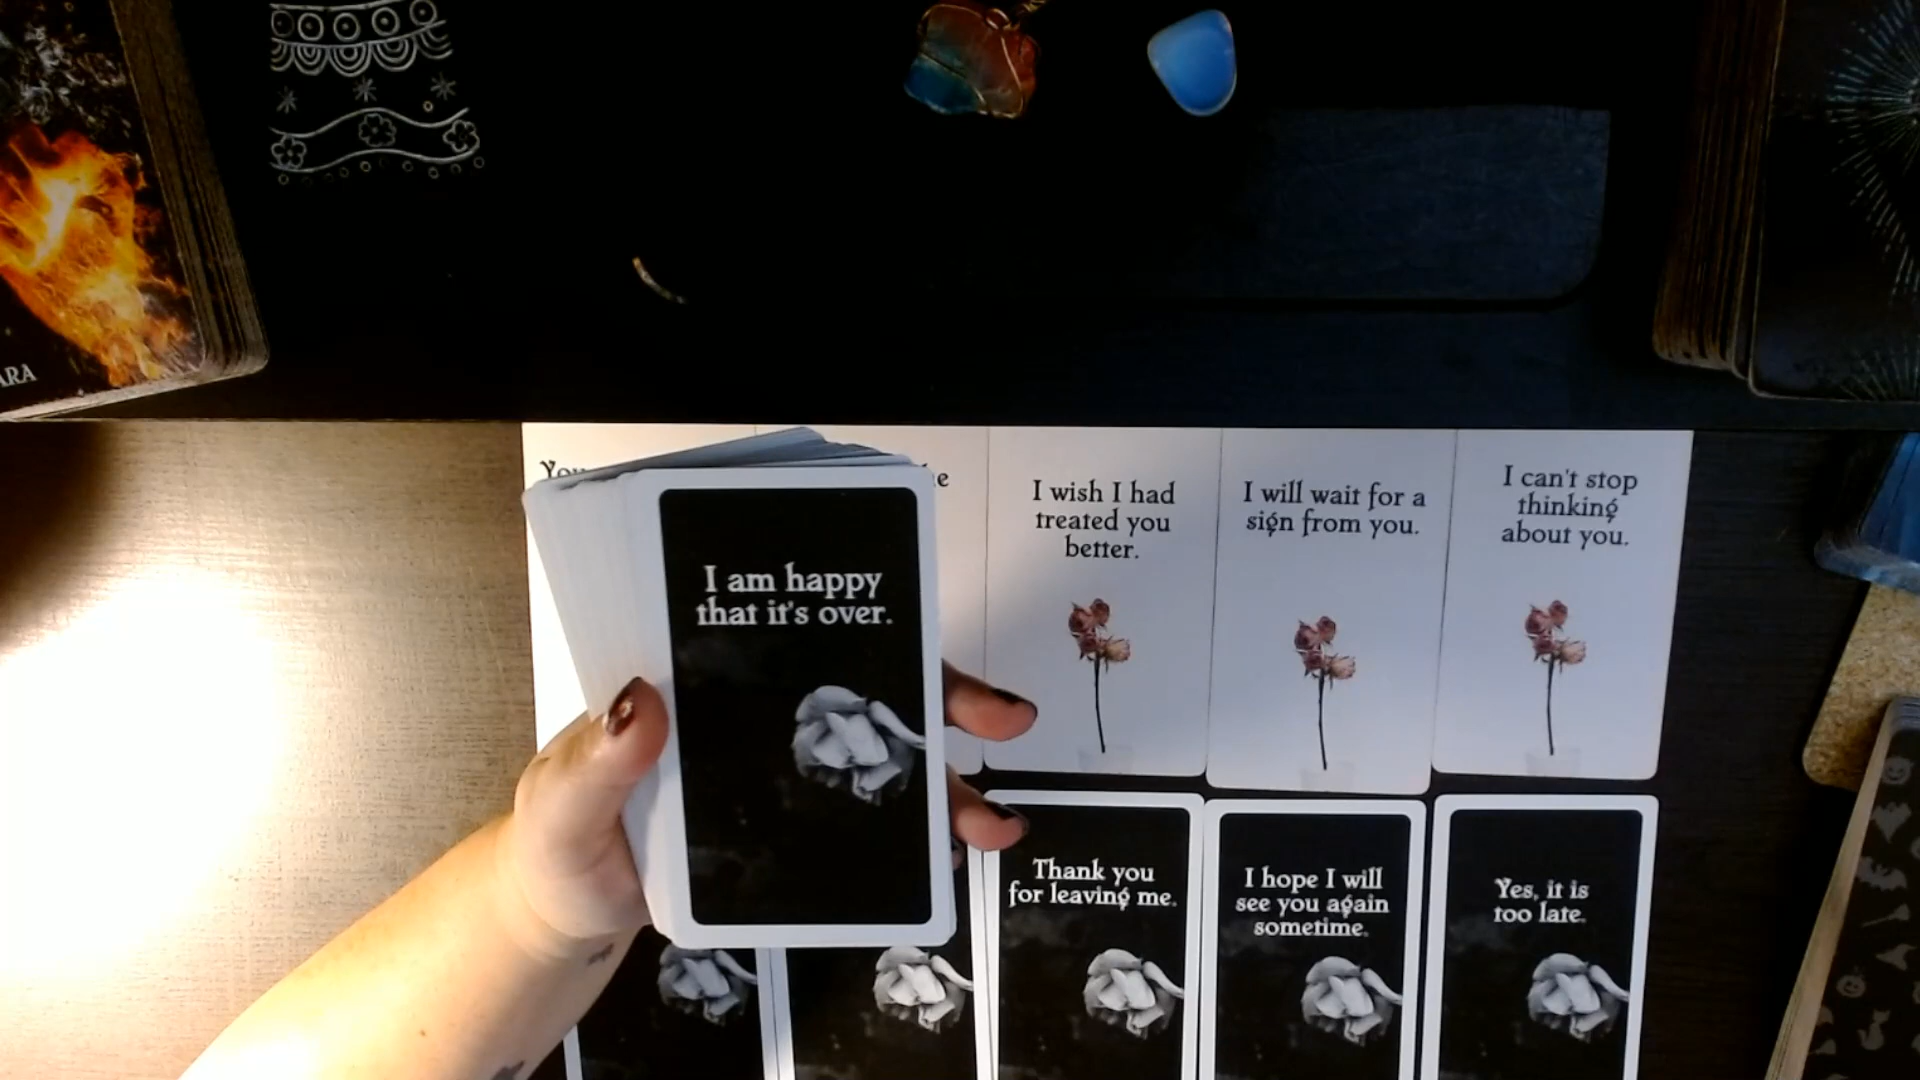 ARA
You
I wish I had
treated you
better.
I will wait for a
sign from you.
I can't stop
thinking
about you.
I am happy
that it's over.
Thank you
for leaving me.
I hope I will
see you again
sometime.
Yes, it is
too late.